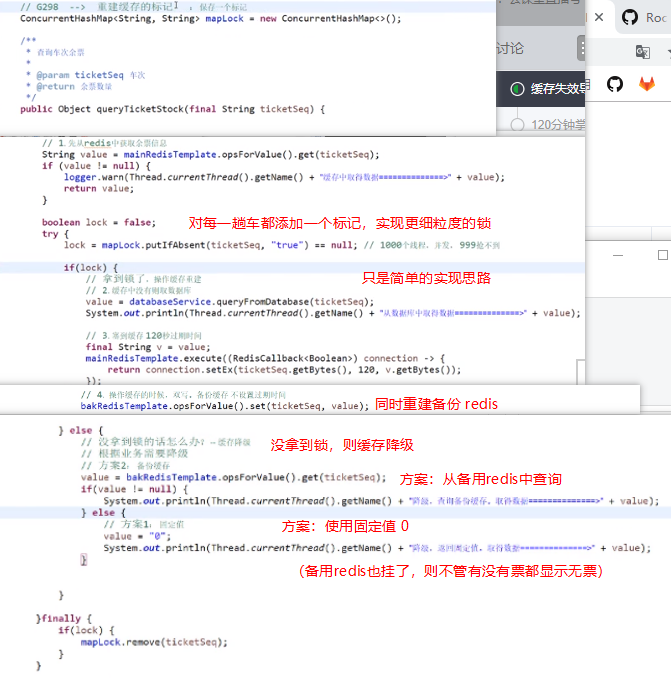 // G298 --> 重建缓存的标记 ：保存一个标记
ConcurrentHashMap<String, String> mapLock = new ConcurrentHashMap<>();
/**
* 查询车次余票
*
* @param ticketSeq 车次
* @return 余票数量
*/
public Object queryTicketStock(final String ticketSeq) {
Roc
讨论
缓存失效导
120分钟掌
// 1.先从redis中获取余票信息
String value = mainRedisTemplate.opsForValue().get(ticketSeq);
if (value != null) {
logger.warn(Thread.currentThread().getName() + "缓存中取得数据==============>" + value);
return value;
}
boolean lock = false;
对每一趟车都添加一个标记，实现更细粒度的锁
try {
lock = mapLock.putIfAbsent(ticketSeq, "true") == null; // 1000个线程，并发，999抢不到
if(lock) {
只是简单的实现思路
// 拿到锁了，操作缓存重建
// 2.缓存中没有则取数据库
value = databaseService.queryFromDatabase(ticketSeq);
System.out.println(Thread.currentThread().getName() + "从数据库中取得数据==============>" + value);
// 3.塞到缓存 120秒过期时间
final String v = value;
mainRedisTemplate.execute((RedisCallback<Boolean>) connection -> {
return connection.setEx(ticketSeq.getBytes(), 120, v.getBytes());
});
// 4. 操作缓存的时候，双写，备份缓存 不设置过期时间
bakRedisTemplate.opsForValue().set(ticketSeq, value); 同时重建备份 redis
} else {
// 没拿到锁的话怎么办？ -- 缓存降级
没拿到锁，则缓存降级
// 根据业务需要降级
// 方案2：备份缓存
value = bakRedisTemplate.opsForValue().get(ticketSeq);
方案：从备用redis中查询
if(value != null) {
System.out.println(Thread.currentThread().getName() + "降级，查询备份缓存，取得数据==============>" + value);
} else {
// 方案1：固定值
方案：使用固定值 0
value = "0";
System.out.println(Thread.currentThread().getName() + "降级，返回固定值，取得数据==============>" + value);
}
（备用redis也挂了，则不管有没有票都显示无票）
}
}finally {
if(lock) {
mapLock.remove(ticketSeq);
}
}